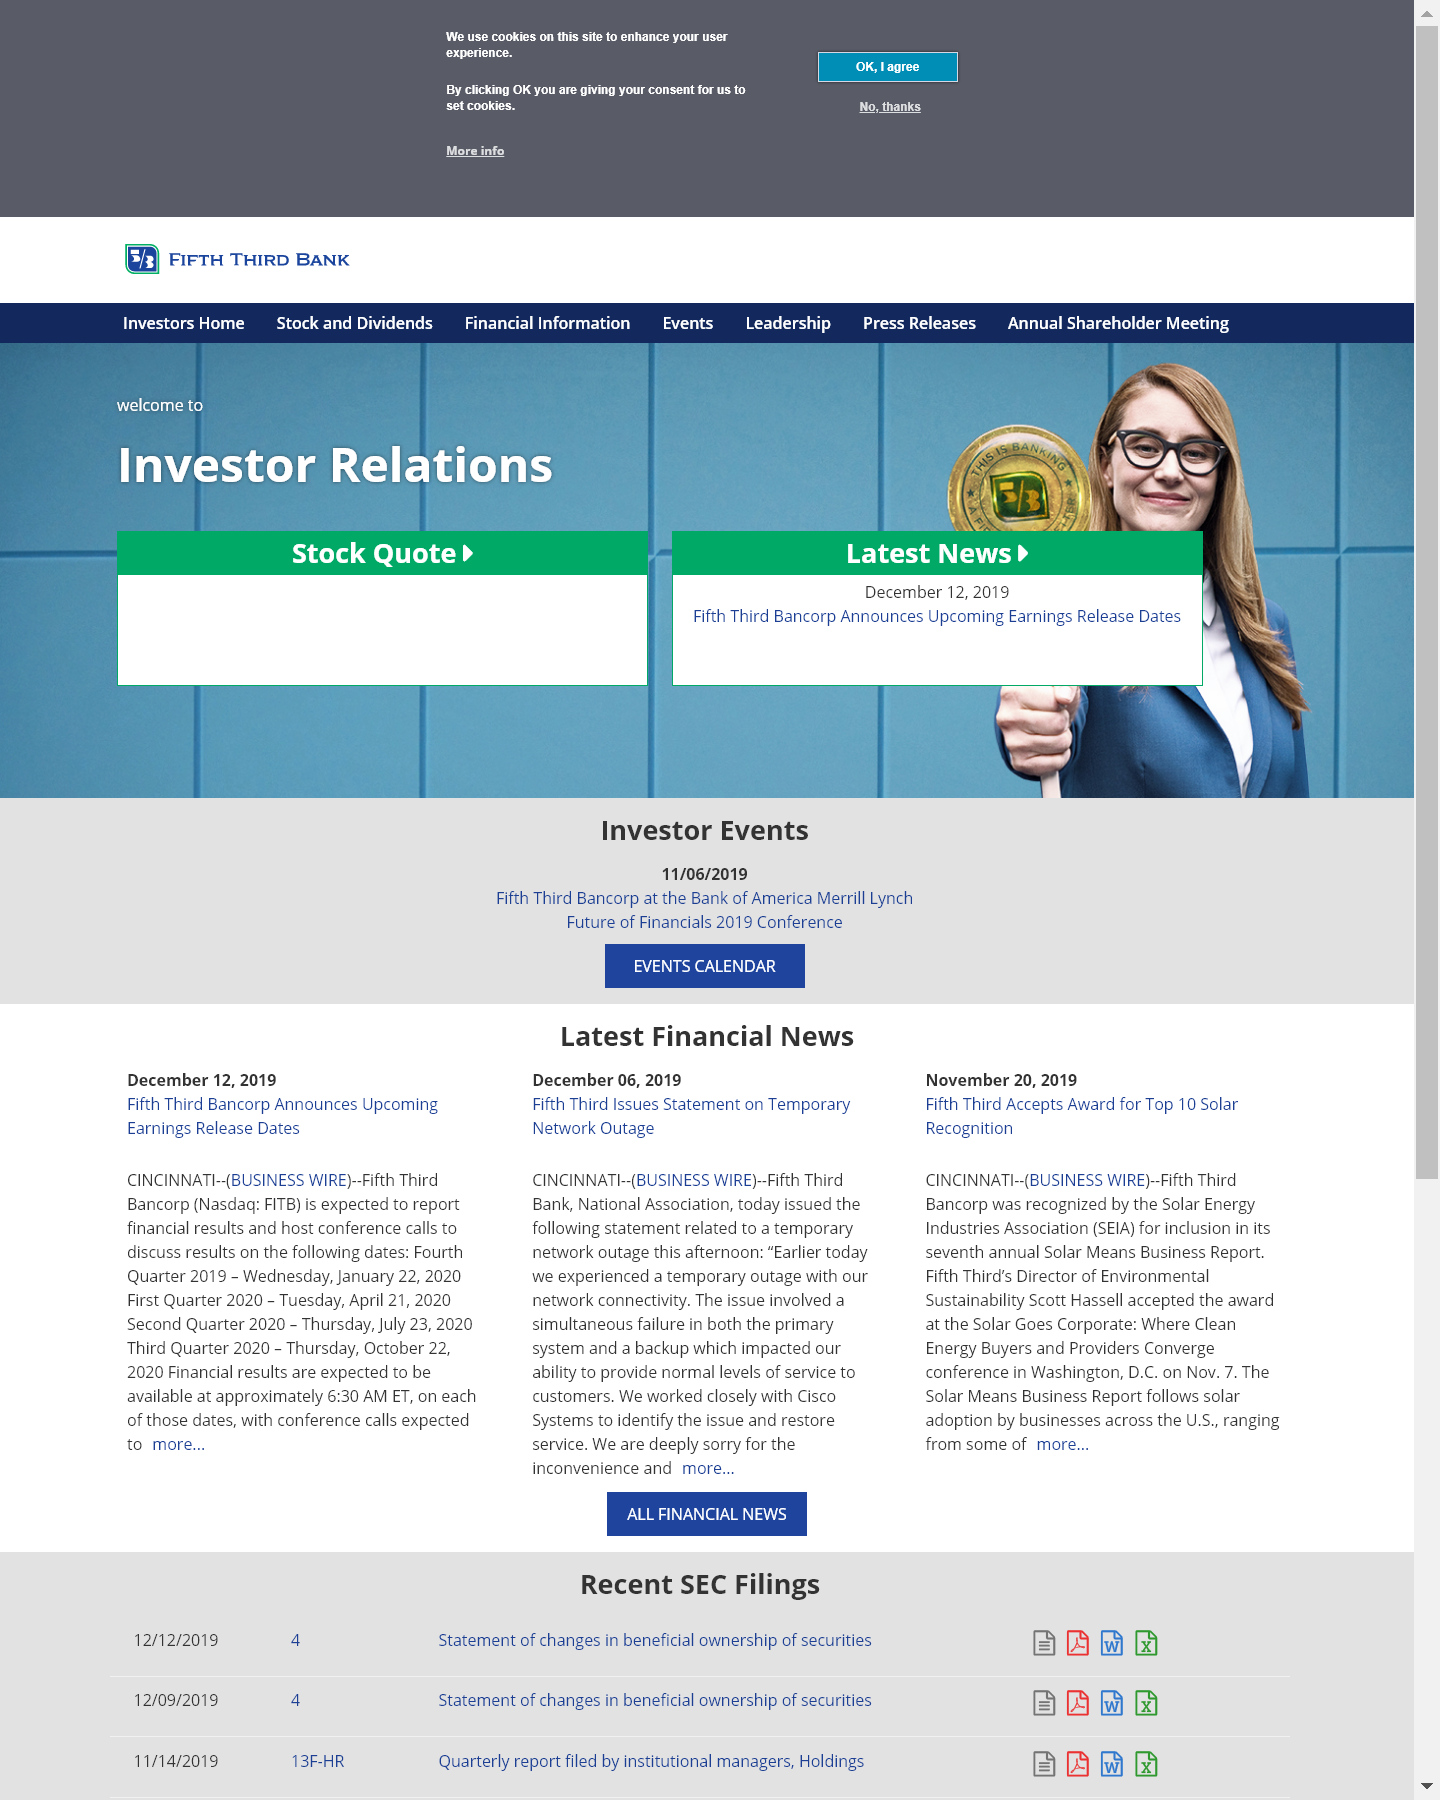 We use cookies on this site to enhance your user
experience.
By clicking OK you are giving your consent for us to
set cookies.
More info
OK, I agree
No, thanks
FIFTH THIRD BANK
Investors Home
Stock and Dividends
Financial Information
Events
Leadership
Press Releases
Annual Shareholder Meeting
welcome to
Investor Relations
THIS IS BANKING
Stock Quote
Latest News
December 12, 2019
Fifth Third Bancorp Announces Upcoming Earnings Release Dates
Investor Events
11/06/2019
Fifth Third Bancorp at the Bank of America Merrill Lynch
Future of Financials 2019 Conference
EVENTS CALENDAR
Latest Financial News
December 12, 2019
Fifth Third Bancorp Announces Upcoming
Earnings Release Dates
CINCINNATI--(BUSINESS WIRE)--Fifth Third
Bancorp (Nasdaq: FITB) is expected to report
financial results and host conference calls to
discuss results on the following dates: Fourth
Quarter 2019 – Wednesday, January 22, 2020
First Quarter 2020 – Tuesday, April 21, 2020
Second Quarter 2020 – Thursday, July 23, 2020
Third Quarter 2020 – Thursday, October 22,
2020 Financial results are expected to be
available at approximately 6:30 AM ET, on each
of those dates, with conference calls expected
to more...
December 06, 2019
Fifth Third Issues Statement on Temporary
Network Outage
CINCINNATI--(BUSINESS WIRE)--Fifth Third
Bank, National Association, today issued the
following statement related to a temporary
network outage this afternoon: “Earlier today
we experienced a temporary outage with our
network connectivity. The issue involved a
simultaneous failure in both the primary
system and a backup which impacted our
ability to provide normal levels of service to
customers. We worked closely with Cisco
Systems to identify the issue and restore
service. We are deeply sorry for the
inconvenience and more...
November 20, 2019
Fifth Third Accepts Award for Top 10 Solar
Recognition
CINCINNATI--(BUSINESS WIRE)--Fifth Third
Bancorp was recognized by the Solar Energy
Industries Association (SEIA) for inclusion in its
seventh annual Solar Means Business Report.
Fifth Third’s Director of Environmental
Sustainability Scott Hassell accepted the award
at the Solar Goes Corporate: Where Clean
Energy Buyers and Providers Converge
conference in Washington, D.C. on Nov. 7. The
Solar Means Business Report follows solar
adoption by businesses across the U.S., ranging
from some of more...
ALL FINANCIAL NEWS
Recent SEC Filings
12/12/2019 4 Statement of changes in beneficial ownership of securities
12/09/2019 4 Statement of changes in beneficial ownership of securities
11/14/2019 13F-HR Quarterly report filed by institutional managers, Holdings